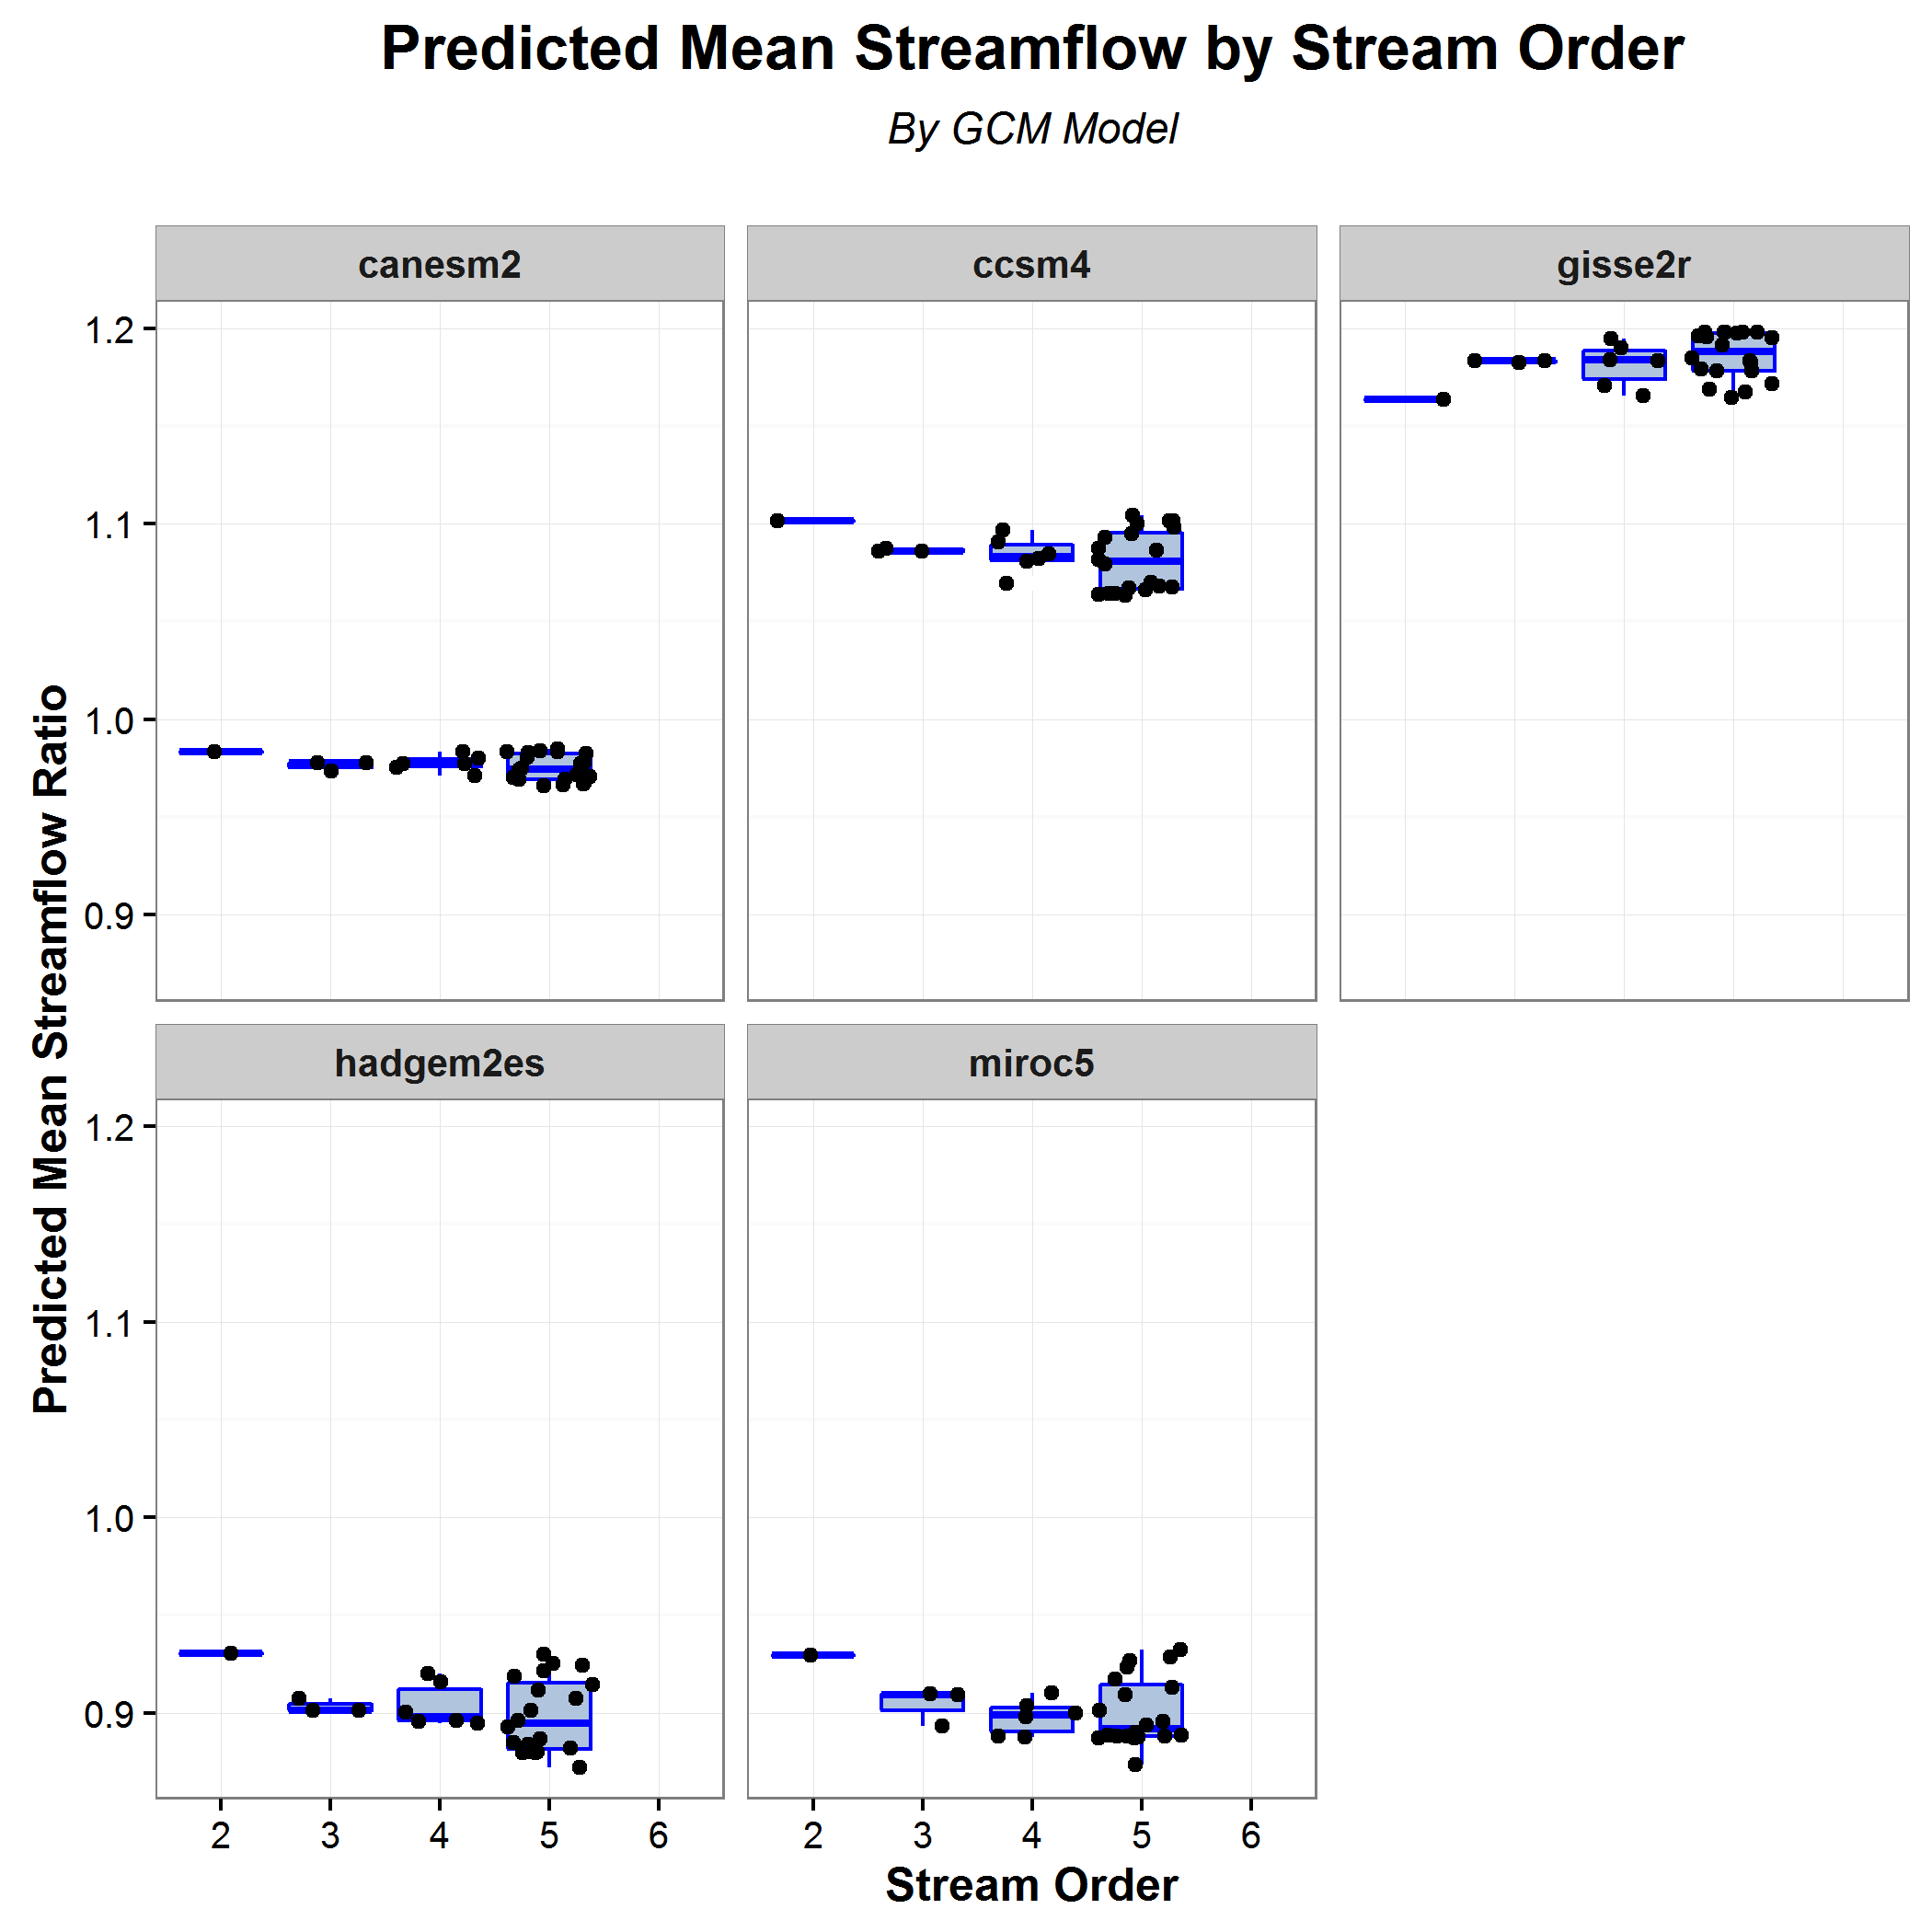 Predicted Mean Streamflow by Stream Order
By GCM Model
canesm2 ccsm4 gisse2r
1.2
1.1
1.0
0.9
Predicted Mean Streamflow Ratio
hadgem2es miroc5
1.2
1.1
1.0
0.9
2 3 4 5 6 2 3 4 5 6
Stream Order